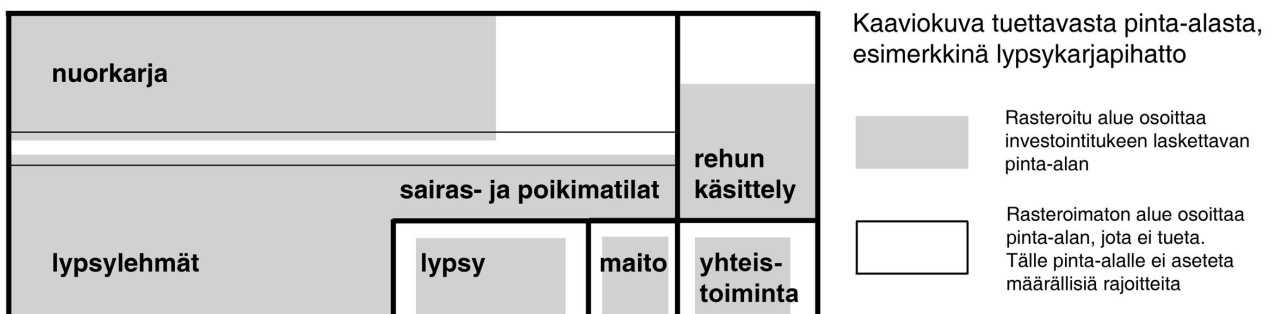 nuorkarja
rehun
käsittely
sairas- ja poikimatilat
lypsylehmät
lypsy
maito
yhteis-
toiminta
Kaaviokuva tuettavasta pinta-alasta,
esimerkkinä lypsykarjapihatto
Rasteroitu alue osoittaa
investointitukeen laskettavan
pinta-alan
Rasteroimaton alue osoittaa
pinta-alan, jota ei tueta.
Tälle pinta-alalle ei aseteta
määrällisiä rajoitteita